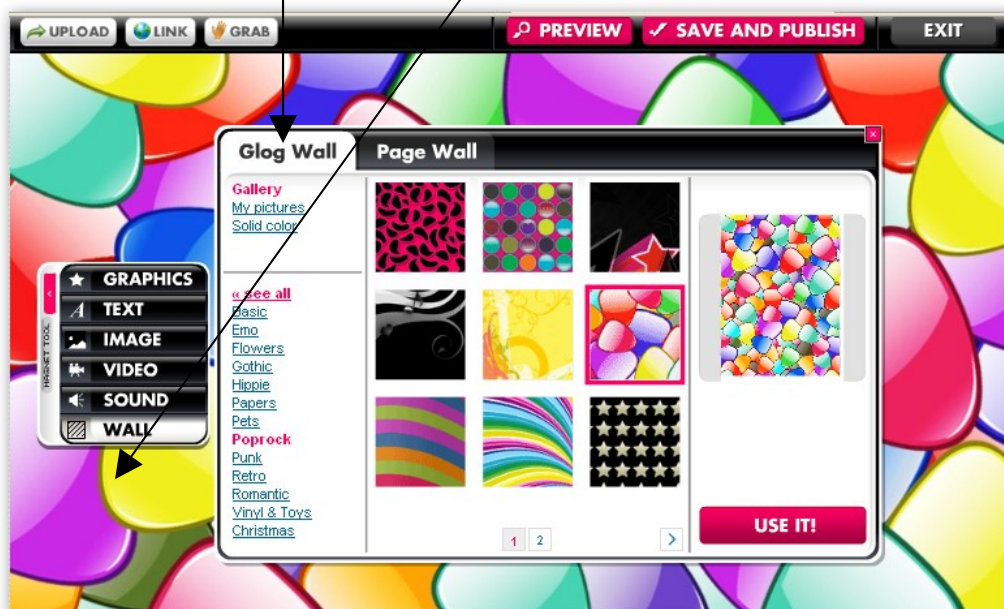 UPLOAD LINK GRAB PREVIEW SAVE AND PUBLISH EXIT
Glog Wall Page Wall
Gallery
My pictures
Solid color
« see all
Basic
Emo
Flowers
Gothic
Hippie
Papers
Pets
Poprock
Punk
Retro
Romantic
Vinyl & Toys
Christmas
MAGNET TOOL
GRAPHICS
TEXT
IMAGE
VIDEO
SOUND
WALL
1 2 >
USE IT!